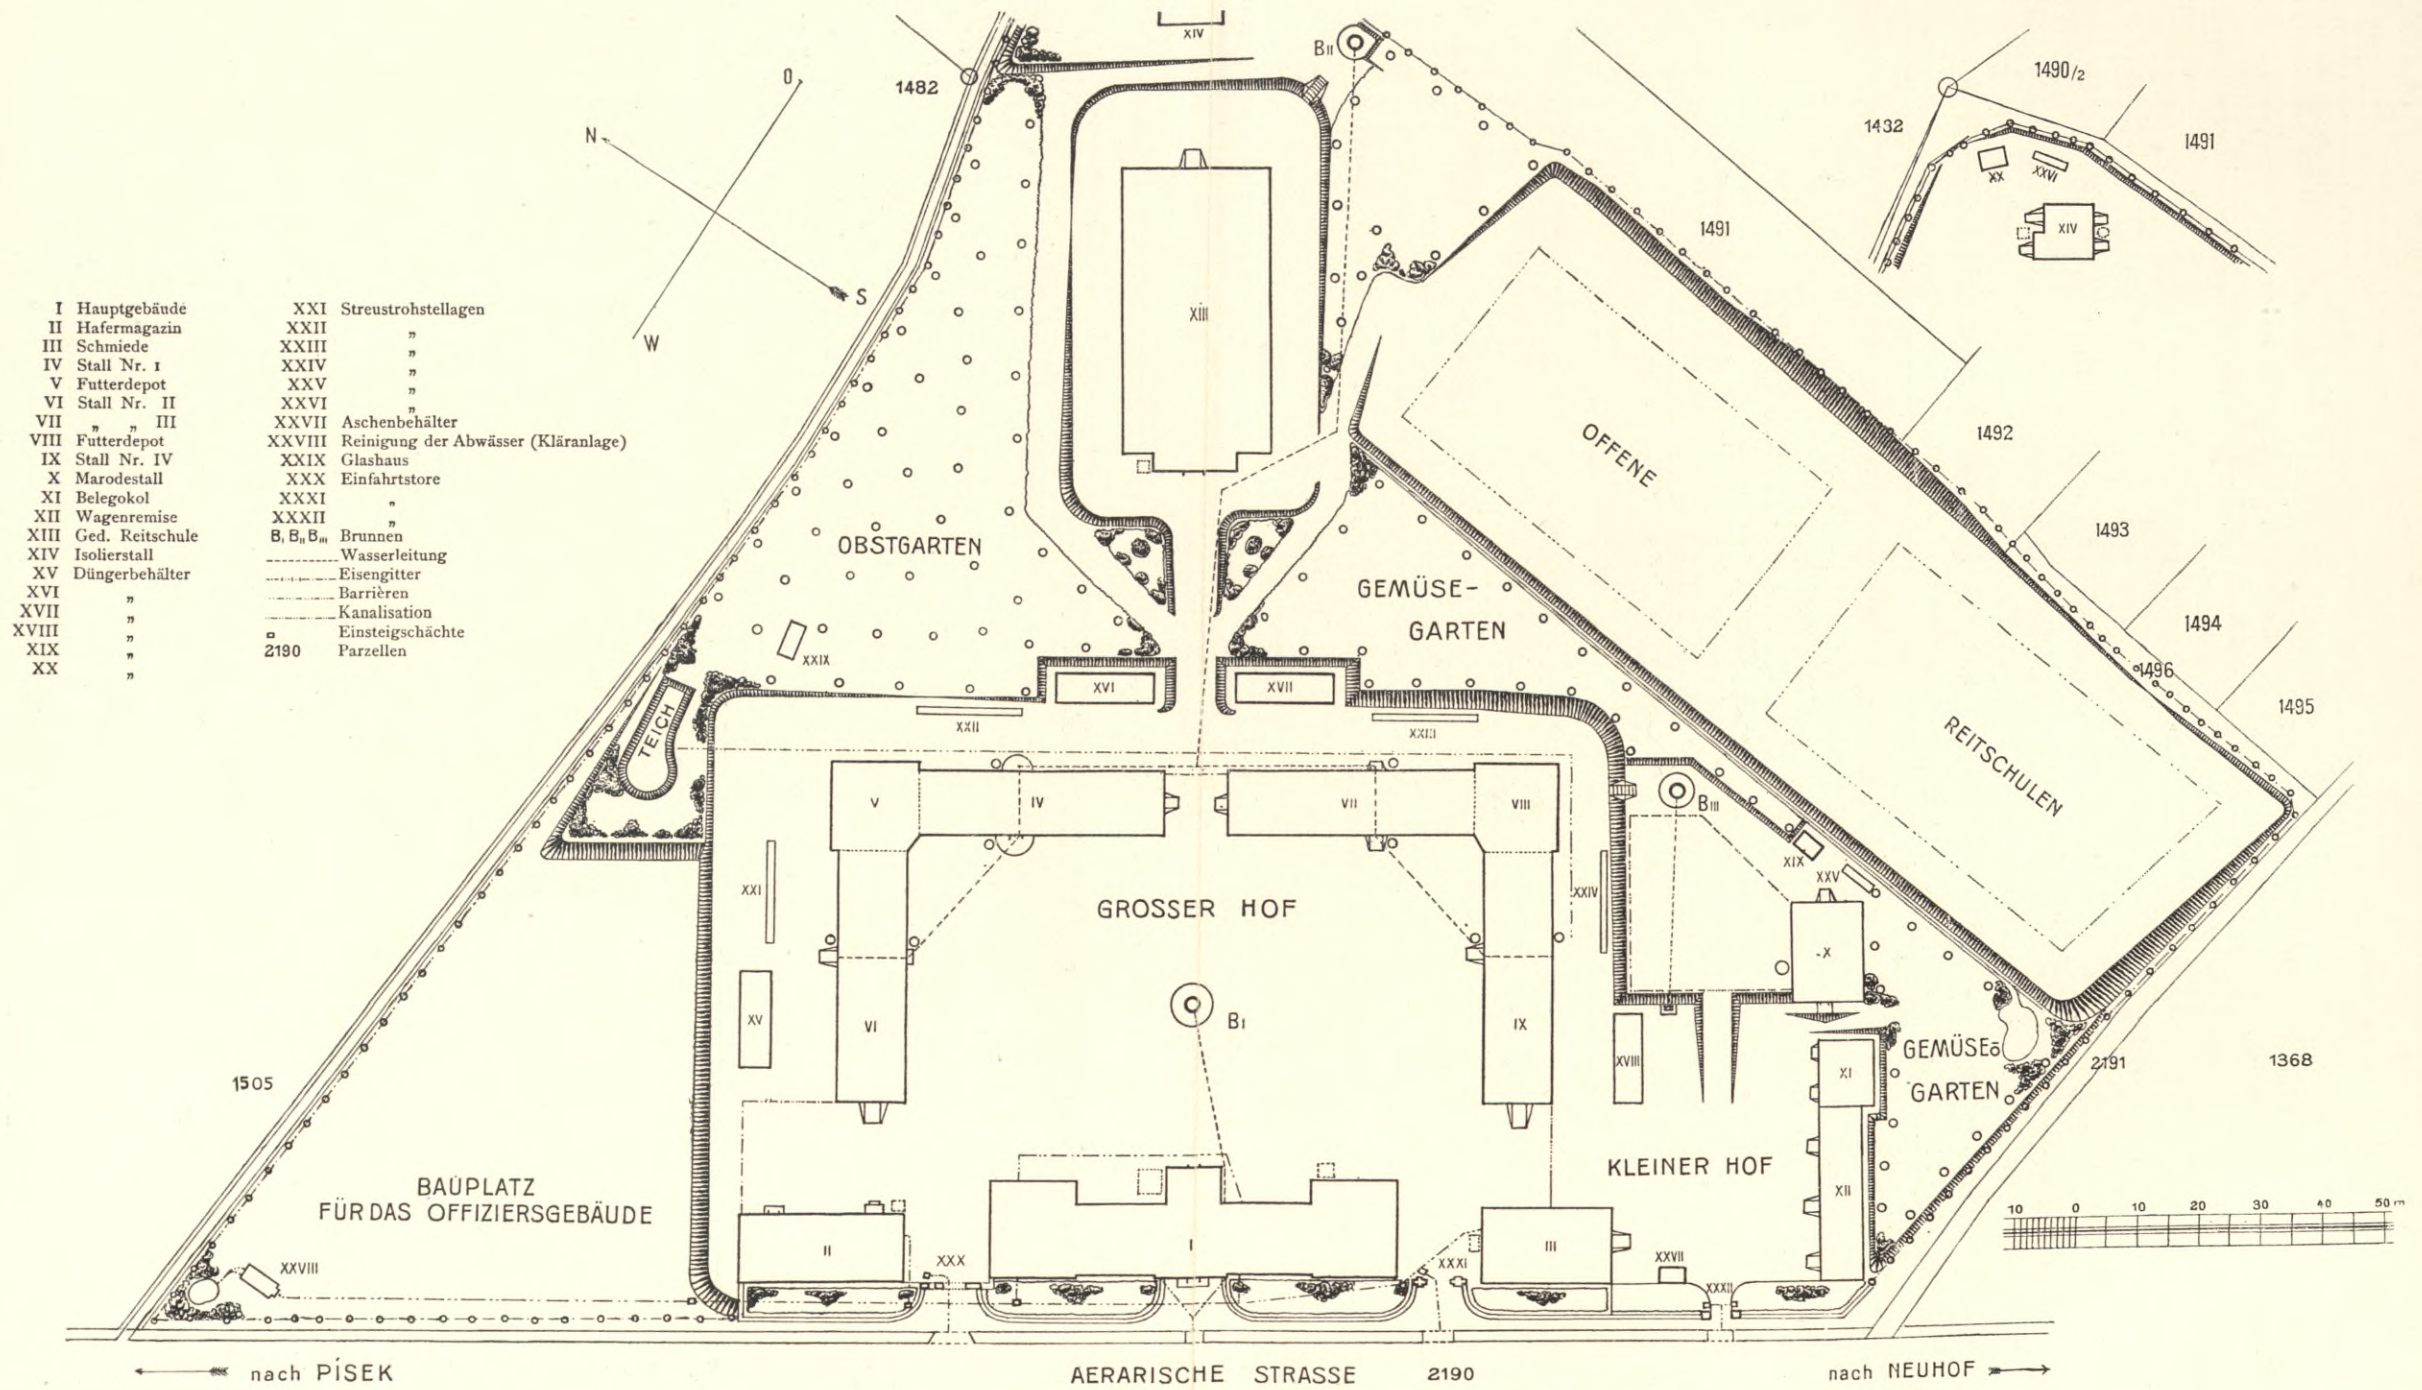 I Hauptgebäude
II Hafermagazin
III Schmiede
IV Stall Nr. I
V Futterdepot
VI Stall Nr. II
VII „ „ III
VIII Futterdepot
IX Stall Nr. IV
X Marodestall
XI Belegokol
XII Wagenremise
XIII Ged. Reitschule
XIV Isolierstall
XV Düngerbehälter
XVI „
XVII „
XVIII „
XIX „
XX „
XXI Streustrohstellagen
XXII „
XXIII „
XXIV „
XXV „
XXVI „
XXVII Aschenbehälter
XXVIII Reinigung der Abwässer (Kläranlage)
XXIX Glashaus
XXX Einfahrtstore
XXXI „
XXXII „
B, B„ B„, Brunnen
Wasserleitung
Eisengitter
Barrièren
Kanalisation
Einsteigschächte
2190 Parzellen
N
O
S
W
1482
XIV
BII
1432
1490/2
1491
XX
XXVI
XIV
1491
XIII
OFFENE
1492
1493
1494
1496
1495
REITSCHULEN
OBSTGARTEN
GEMÜSE-
GARTEN
XXIX
XVI
XVII
TEICH
XXII
XXIII
V
IV
VII
VIII
BIII
XIX
XXV
XXI
GROSSER HOF
XXIV
X
XV
VI
BI
IX
XVIII
XI
GEMÜSE
GARTEN
2191
1368
1505
BAUPLATZ
FÜR DAS OFFIZIERSGEBÄUDE
KLEINER HOF
XII
10 0 10 20 30 40 50 m
XXVIII
II
XXX
I
XXXI
III
XXVII
XXXII
nach PÍSEK
AERARISCHE STRASSE 2190
nach NEUHOF